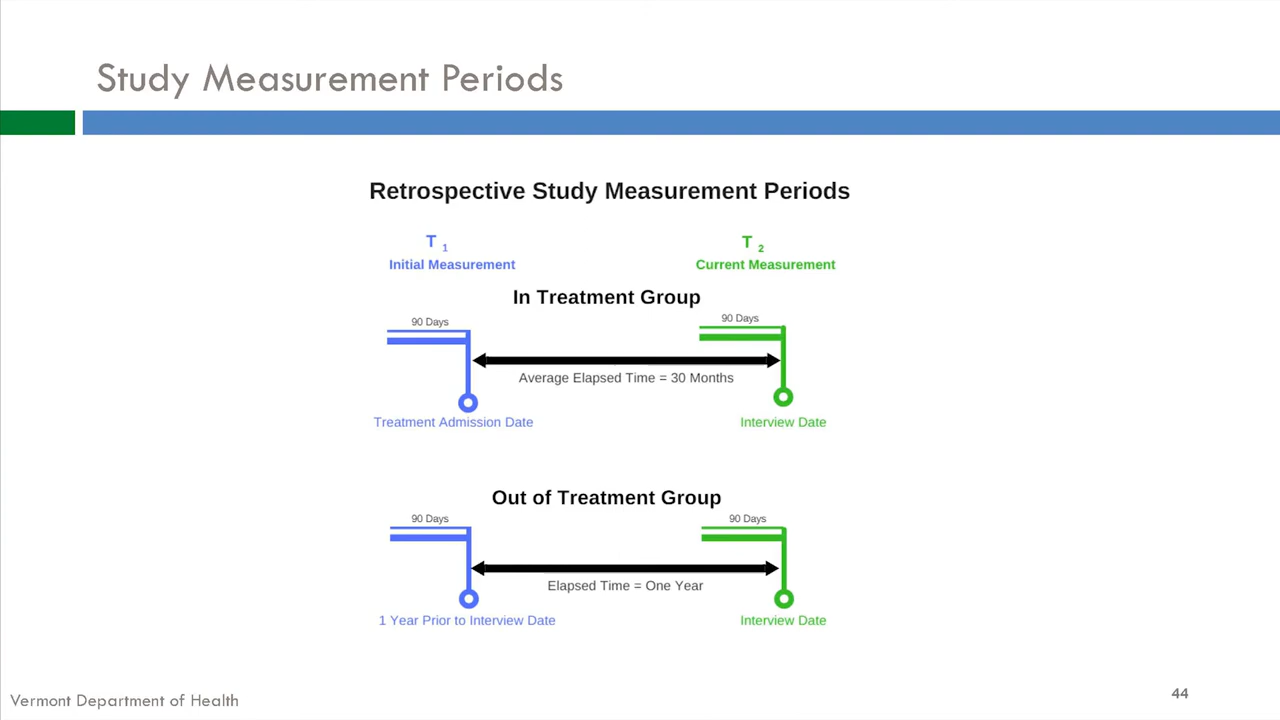 Study Measurement Periods
Retrospective Study Measurement Periods
T 1
Initial Measurement
T 2
Current Measurement
In Treatment Group
90 Days
90 Days
Average Elapsed Time = 30 Months
Treatment Admission Date
Interview Date
Out of Treatment Group
90 Days
90 Days
Elapsed Time = One Year
1 Year Prior to Interview Date
Interview Date
Vermont Department of Health
44